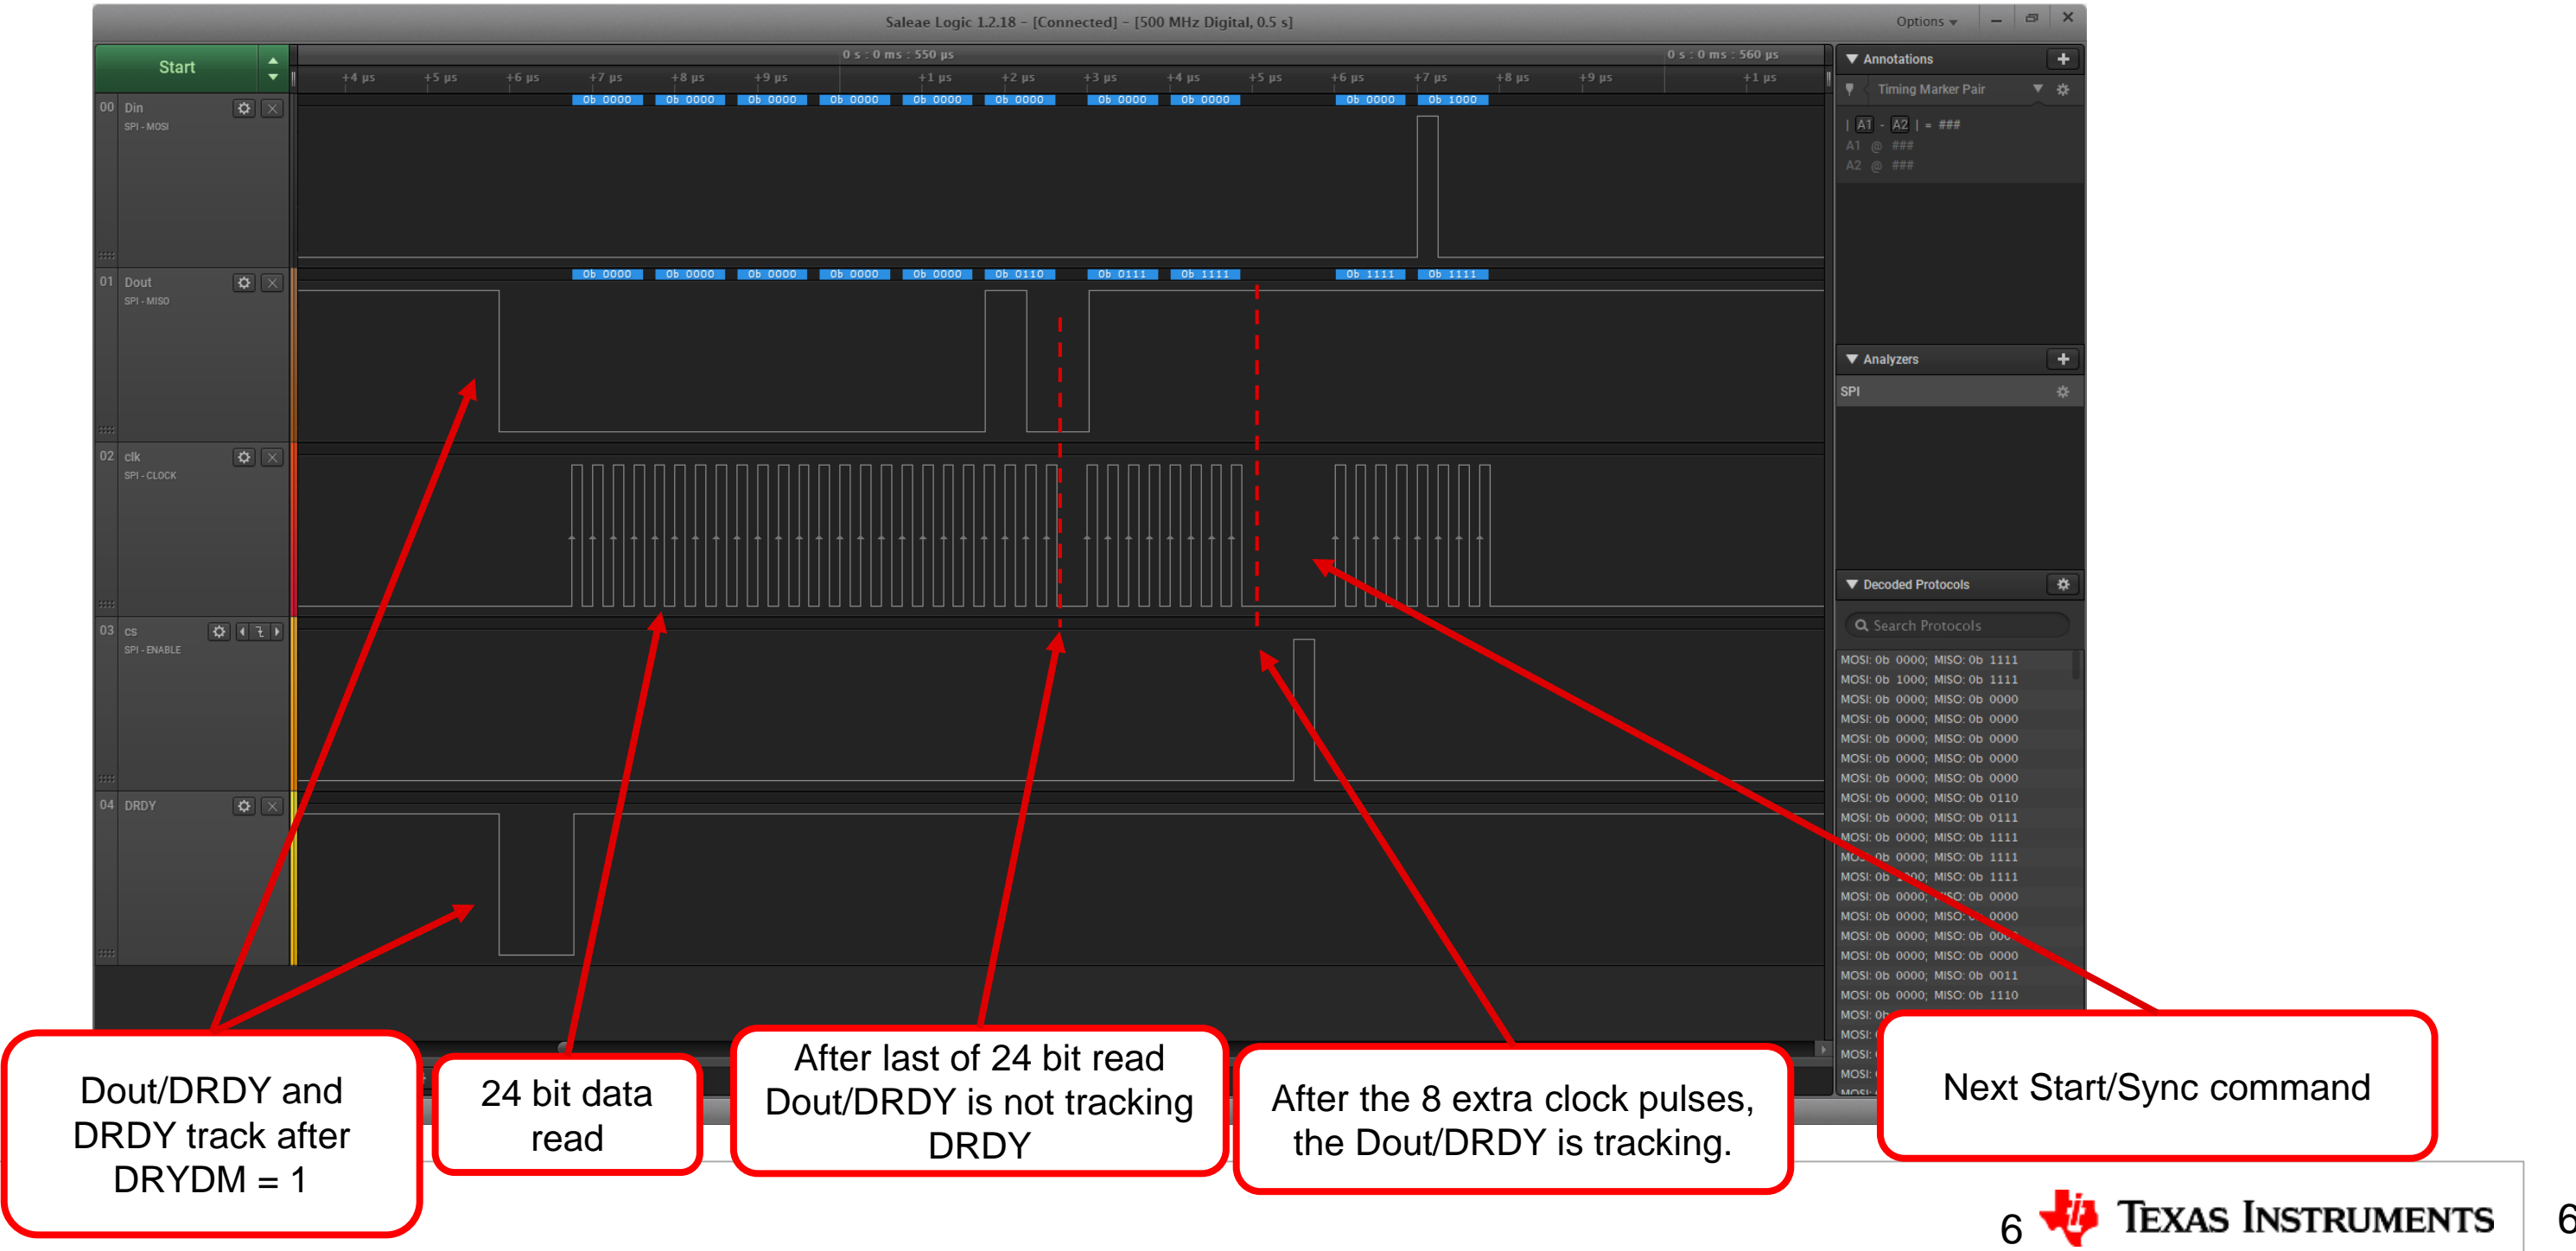 Saleae Logic 1.2.18 - [Connected] - [500 MHz Digital, 0.5 s]
Options
Start
0 s : 0 ms : 550 µs
0 s : 0 ms : 560 µs
+4 µs +5 µs +6 µs +7 µs +8 µs +9 µs +1 µs +2 µs +3 µs +4 µs +5 µs +6 µs +7 µs +8 µs +9 µs +1 µs
00 Din
SPI - MOSI
0b 0000 0b 0000 0b 0000 0b 0000 0b 0000 0b 0000 0b 0000 0b 0000 0b 0000 0b 1000
01 Dout
SPI - MISO
0b 0000 0b 0000 0b 0000 0b 0000 0b 0000 0b 0110 0b 0111 0b 1111 0b 1111 0b 1111
02 clk
SPI - CLOCK
03 cs
SPI - ENABLE
04 DRDY
Annotations
Timing Marker Pair
| A1 - A2 | = ###
A1 @ ###
A2 @ ###
Analyzers
SPI
Decoded Protocols
Search Protocols
MOSI: 0b 0000; MISO: 0b 1111
MOSI: 0b 1000; MISO: 0b 1111
MOSI: 0b 0000; MISO: 0b 0000
MOSI: 0b 0000; MISO: 0b 0000
MOSI: 0b 0000; MISO: 0b 0000
MOSI: 0b 0000; MISO: 0b 0000
MOSI: 0b 0000; MISO: 0b 0000
MOSI: 0b 0000; MISO: 0b 0110
MOSI: 0b 0000; MISO: 0b 0111
MOSI: 0b 0000; MISO: 0b 1111
0b 0000; MISO: 0b 1111
MOSI: 0b MISO: 0b 1111
MOSI: 0b 0000; 0b 0000
MOSI: 0b 0000; MISO: 0000
MOSI: 0b 0000; MISO: 0b
MOSI: 0b 0000; MISO: 0b 0000
MOSI: 0b 0000; MISO: 0b 0011
MOSI: 0b 0000; MISO: 0b 1110
MOSI:
MOSI:
MOSI:
MOSI:
Dout/DRDY and
DRDY track after
DRYDM = 1
24 bit data
read
After last of 24 bit read
Dout/DRDY is not tracking
DRDY
After the 8 extra clock pulses,
the Dout/DRDY is tracking.
Next Start/Sync command
6 TEXAS INSTRUMENTS 6